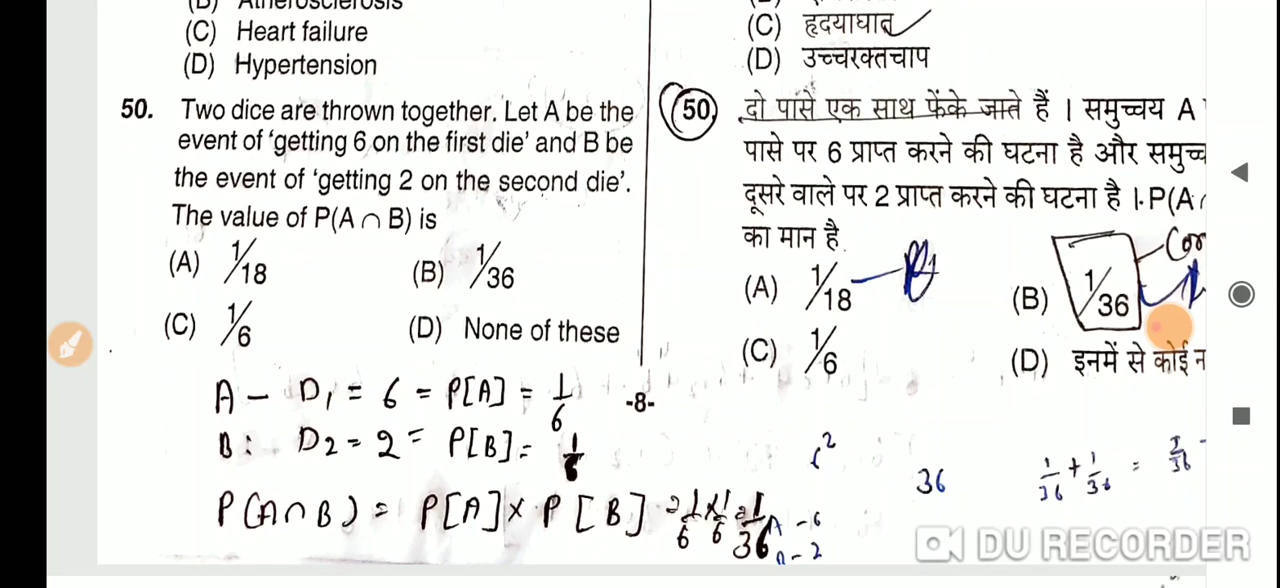 (C) Heart failure
(D) Hypertension
50. Two dice are thrown together. Let A be the
event of ‘getting 6 on the first die’ and B be
the event of ‘getting 2 on the second die’.
The value of P(A ∩ B) is
(A) 1/18 (B) 1/36
(C) 1/6 (D) None of these
A – D₁ = 6 = P[A] = 1/6
B: D₂ = 2 = P[B] = 1/6
P(A∩B) = P[A] × P[B] = 1/6 × 1/6 = 1/36
-8-
(C) हृदयाघात
(D) उच्चरक्तचाप
50. दो पासे एक साथ फेंके जाते हैं । समुच्चय A
पासे पर 6 प्राप्त करने की घटना है और समुच्च
दूसरे वाले पर 2 प्राप्त करने की घटना है । P(A ∩
का मान है
(A) 1/18 (B) 1/36 Cor
(C) 1/6 (D) इनमें से कोई न
36
1/36 + 1/36 =
A – 6
– 2
DU RECORDER